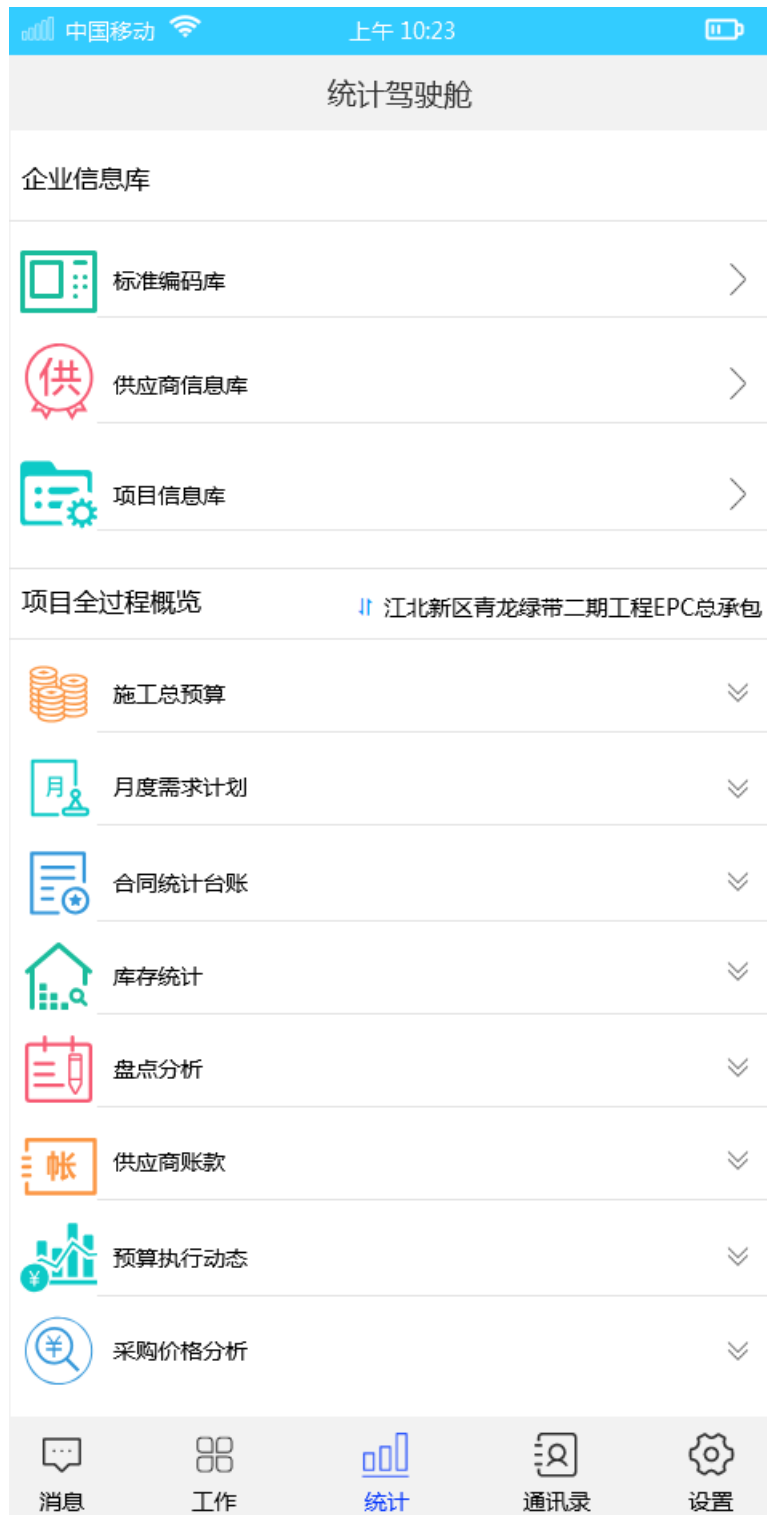 中国移动 上午 10:23
统计驾驶舱
企业信息库
标准编码库
供 供应商信息库
项目信息库
项目全过程概览 江北新区青龙绿带二期工程EPC总承包
施工总预算
月 月度需求计划
合同统计台账
库存统计
盘点分析
帐 供应商账款
¥ 预算执行动态
¥ 采购价格分析
消息 工作 统计 通讯录 设置